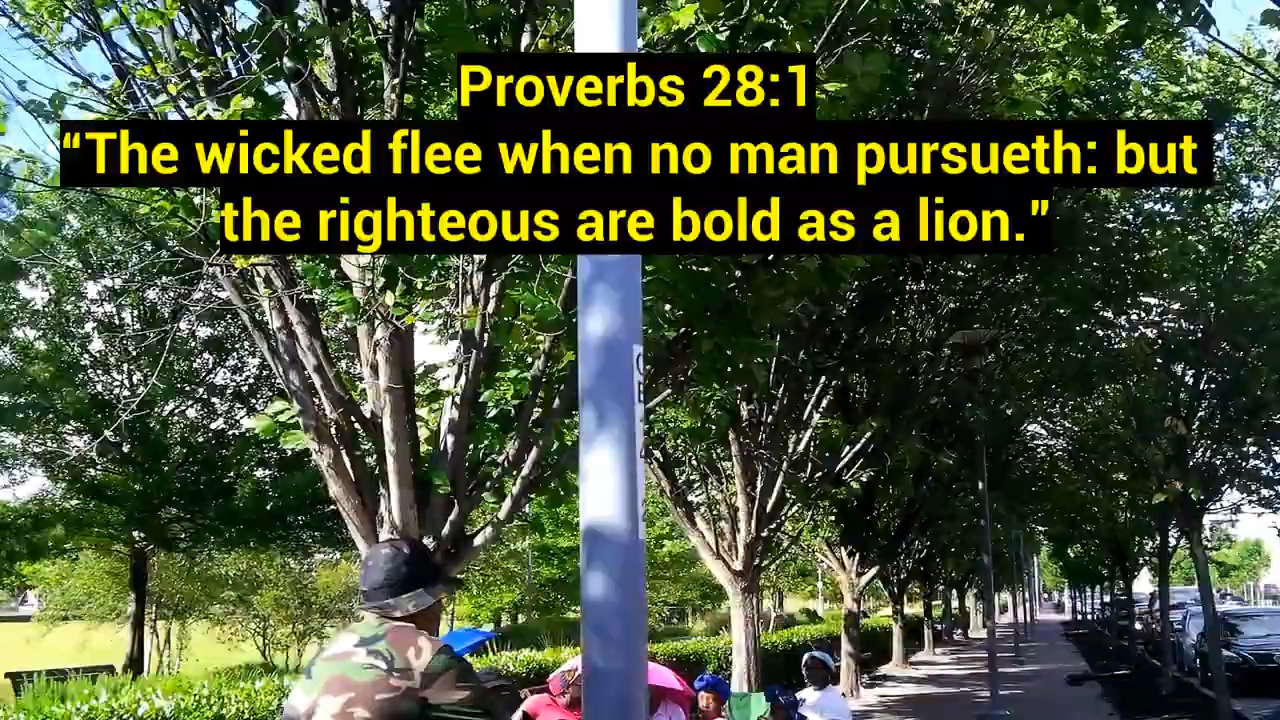 Proverbs 28:1
“The wicked flee when no man pursueth: but
the righteous are bold as a lion.”